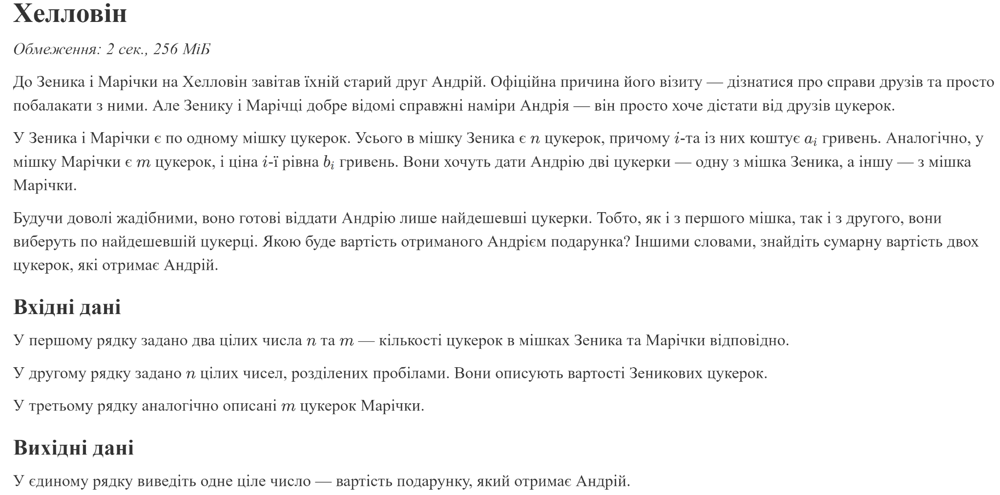 Хелловін
Обмеження: 2 сек., 256 МіБ
До Зеника і Марічки на Хелловін завітав їхній старий друг Андрій. Офіційна причина його візиту — дізнатися про справи друзів та просто
побалакати з ними. Але Зенику і Марічці добре відомі справжні наміри Андрія — він просто хоче дістати від друзів цукерок.
У Зеника і Марічки є по одному мішку цукерок. Усього в мішку Зеника є n цукерок, причому i-та із них коштує a_i гривень. Аналогічно, у
мішку Марічки є m цукерок, і ціна i-ї рівна b_i гривень. Вони хочуть дати Андрію дві цукерки — одну з мішка Зеника, а іншу — з мішка
Марічки.
Будучи доволі жадібними, воно готові віддати Андрію лише найдешевші цукерки. Тобто, як і з першого мішка, так і з другого, вони
виберуть по найдешевшій цукерці. Якою буде вартість отриманого Андрієм подарунка? Іншими словами, знайдіть сумарну вартість двох
цукерок, які отримає Андрій.
Вхідні дані
У першому рядку задано два цілих числа n та m — кількості цукерок в мішках Зеника та Марічки відповідно.
У другому рядку задано n цілих чисел, розділених пробілами. Вони описують вартості Зеникових цукерок.
У третьому рядку аналогічно описані m цукерок Марічки.
Вихідні дані
У єдиному рядку виведіть одне ціле число — вартість подарунку, який отримає Андрій.